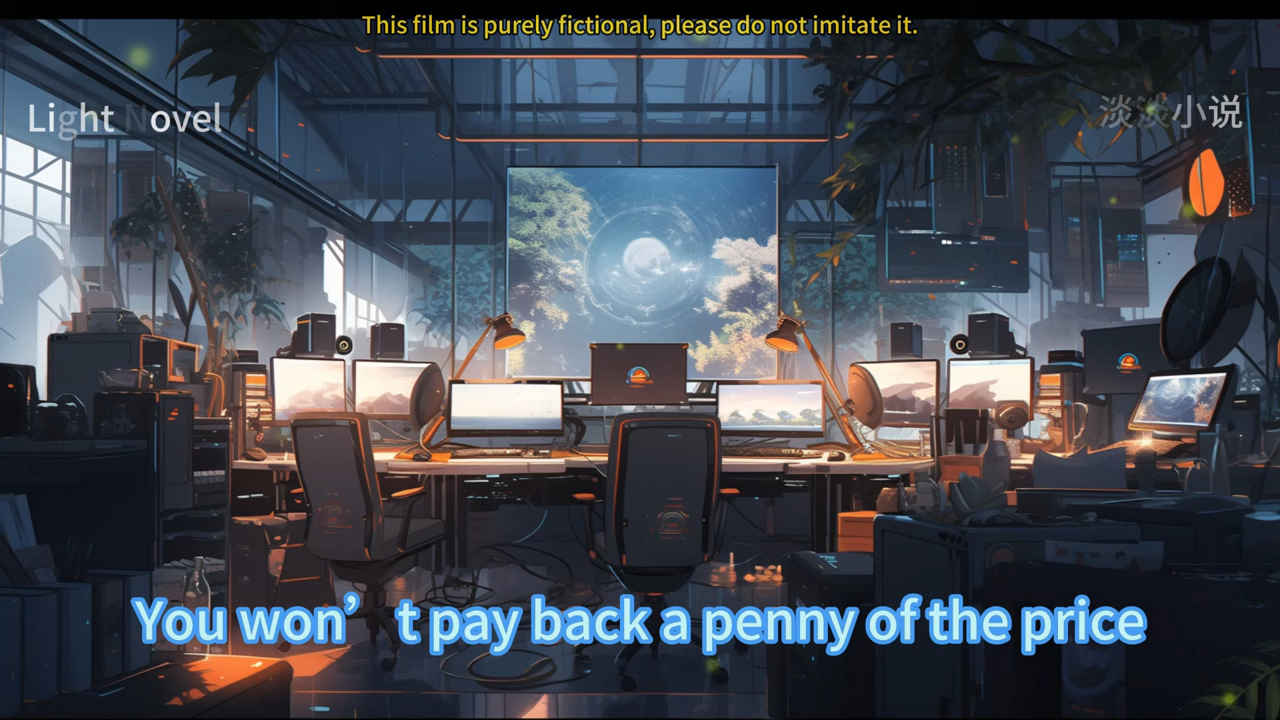 This film is purely fictional, please do not imitate it.
Light Novel
淡淡小说
You won’t pay back a penny of the price